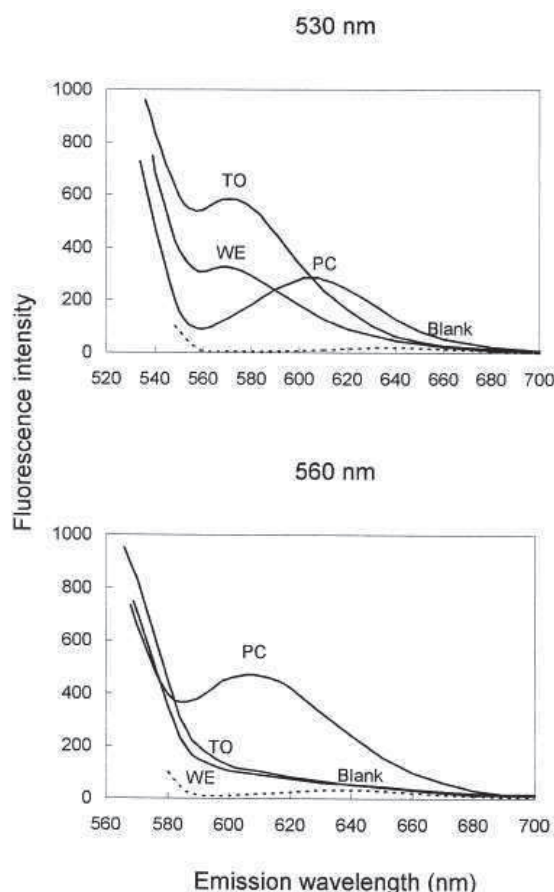 530 nm
1000
800
600
400
200
0
TO
WE
PC
Blank
520 540 560 580 600 620 640 660 680 700
Fluorescence intensity
560 nm
1000
800
600
400
200
0
PC
TO
WE
Blank
560 580 600 620 640 660 680 700
Emission wavelength (nm)